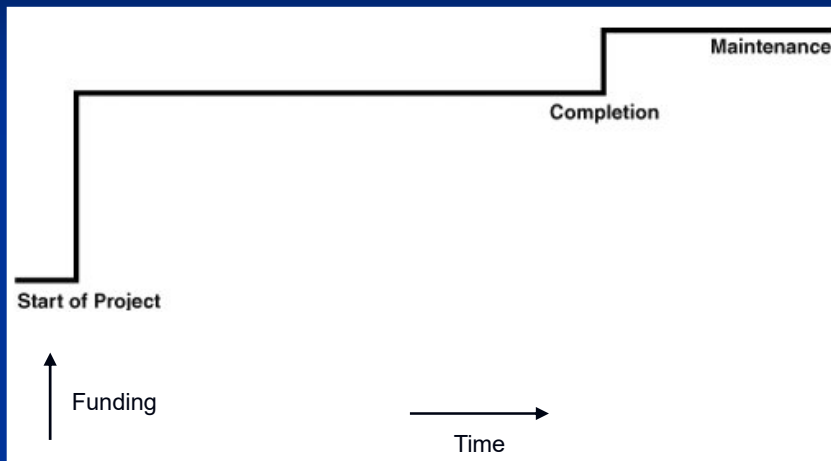 Maintenance
Completion
Start of Project
Funding
Time